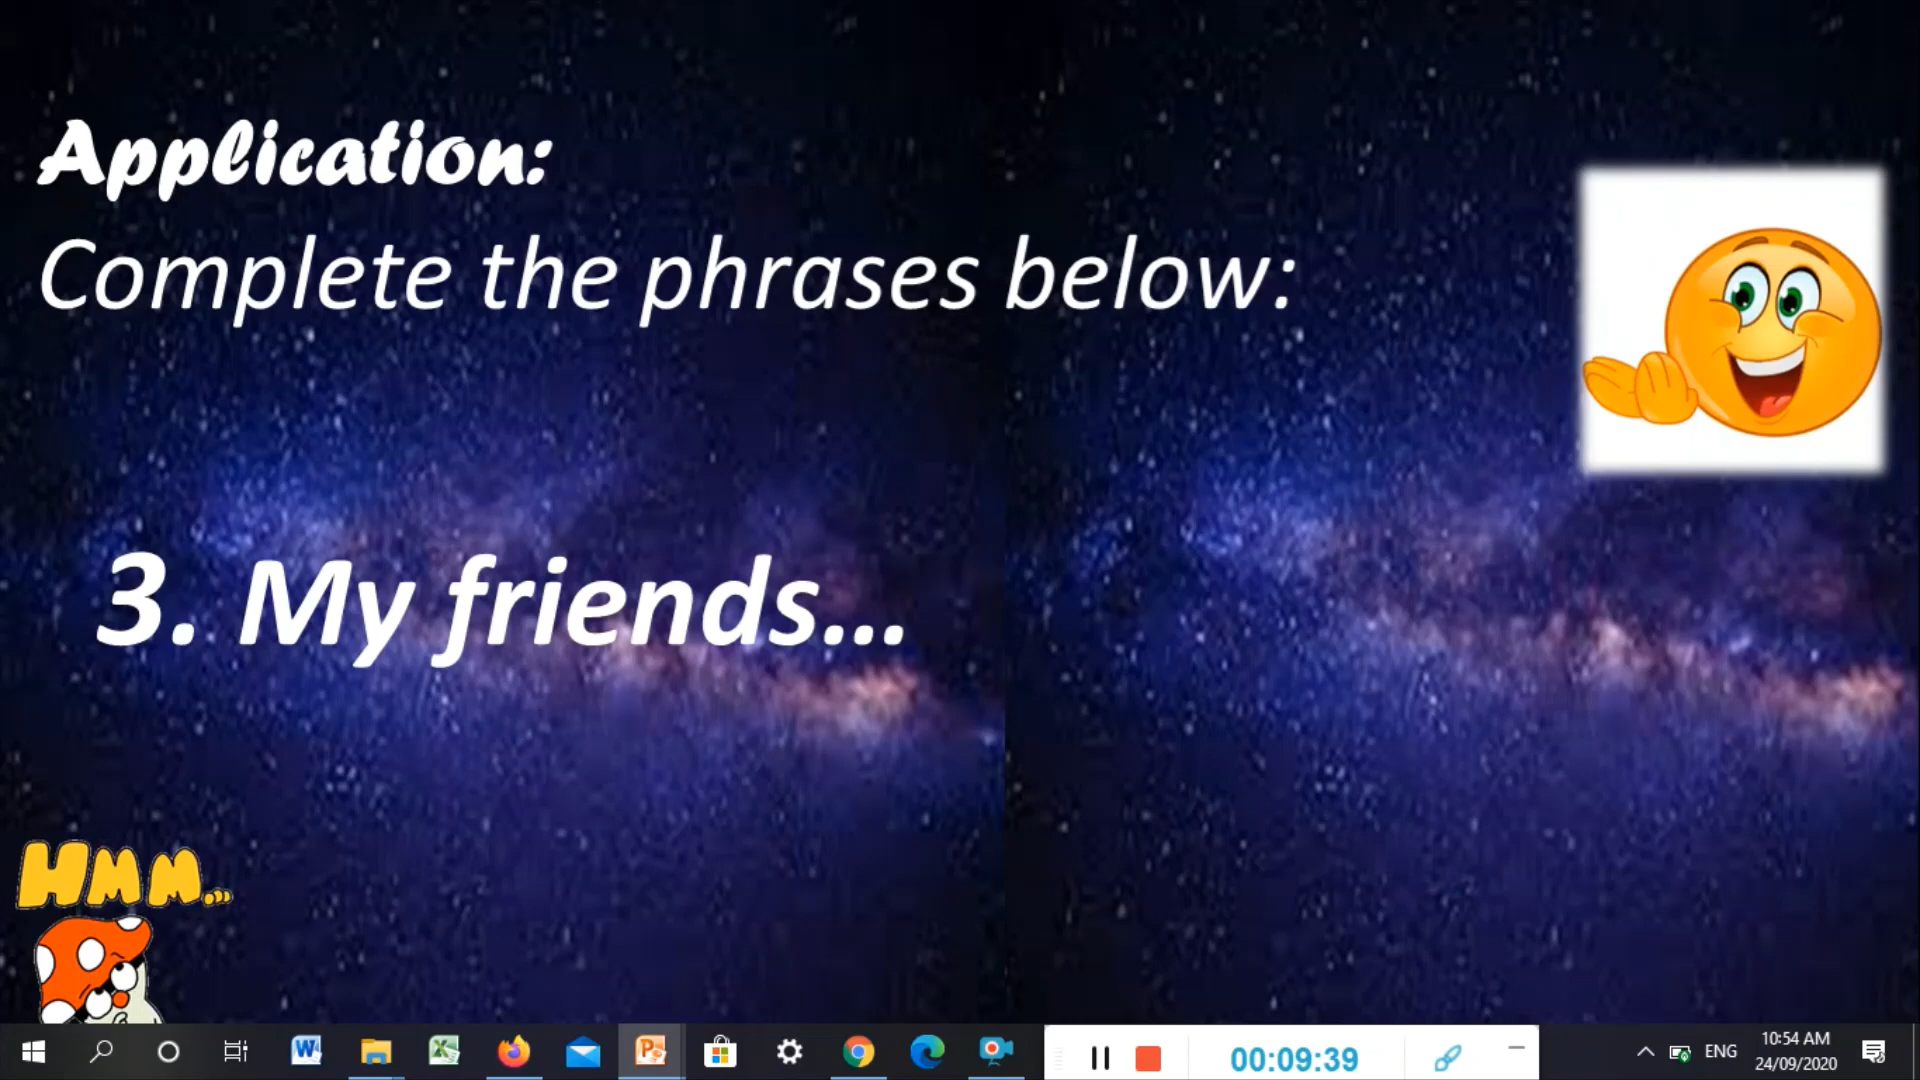 Application:
Complete the phrases below:
3. My friends...
HMM...
00:09:39
ENG
10:54 AM
24/09/2020